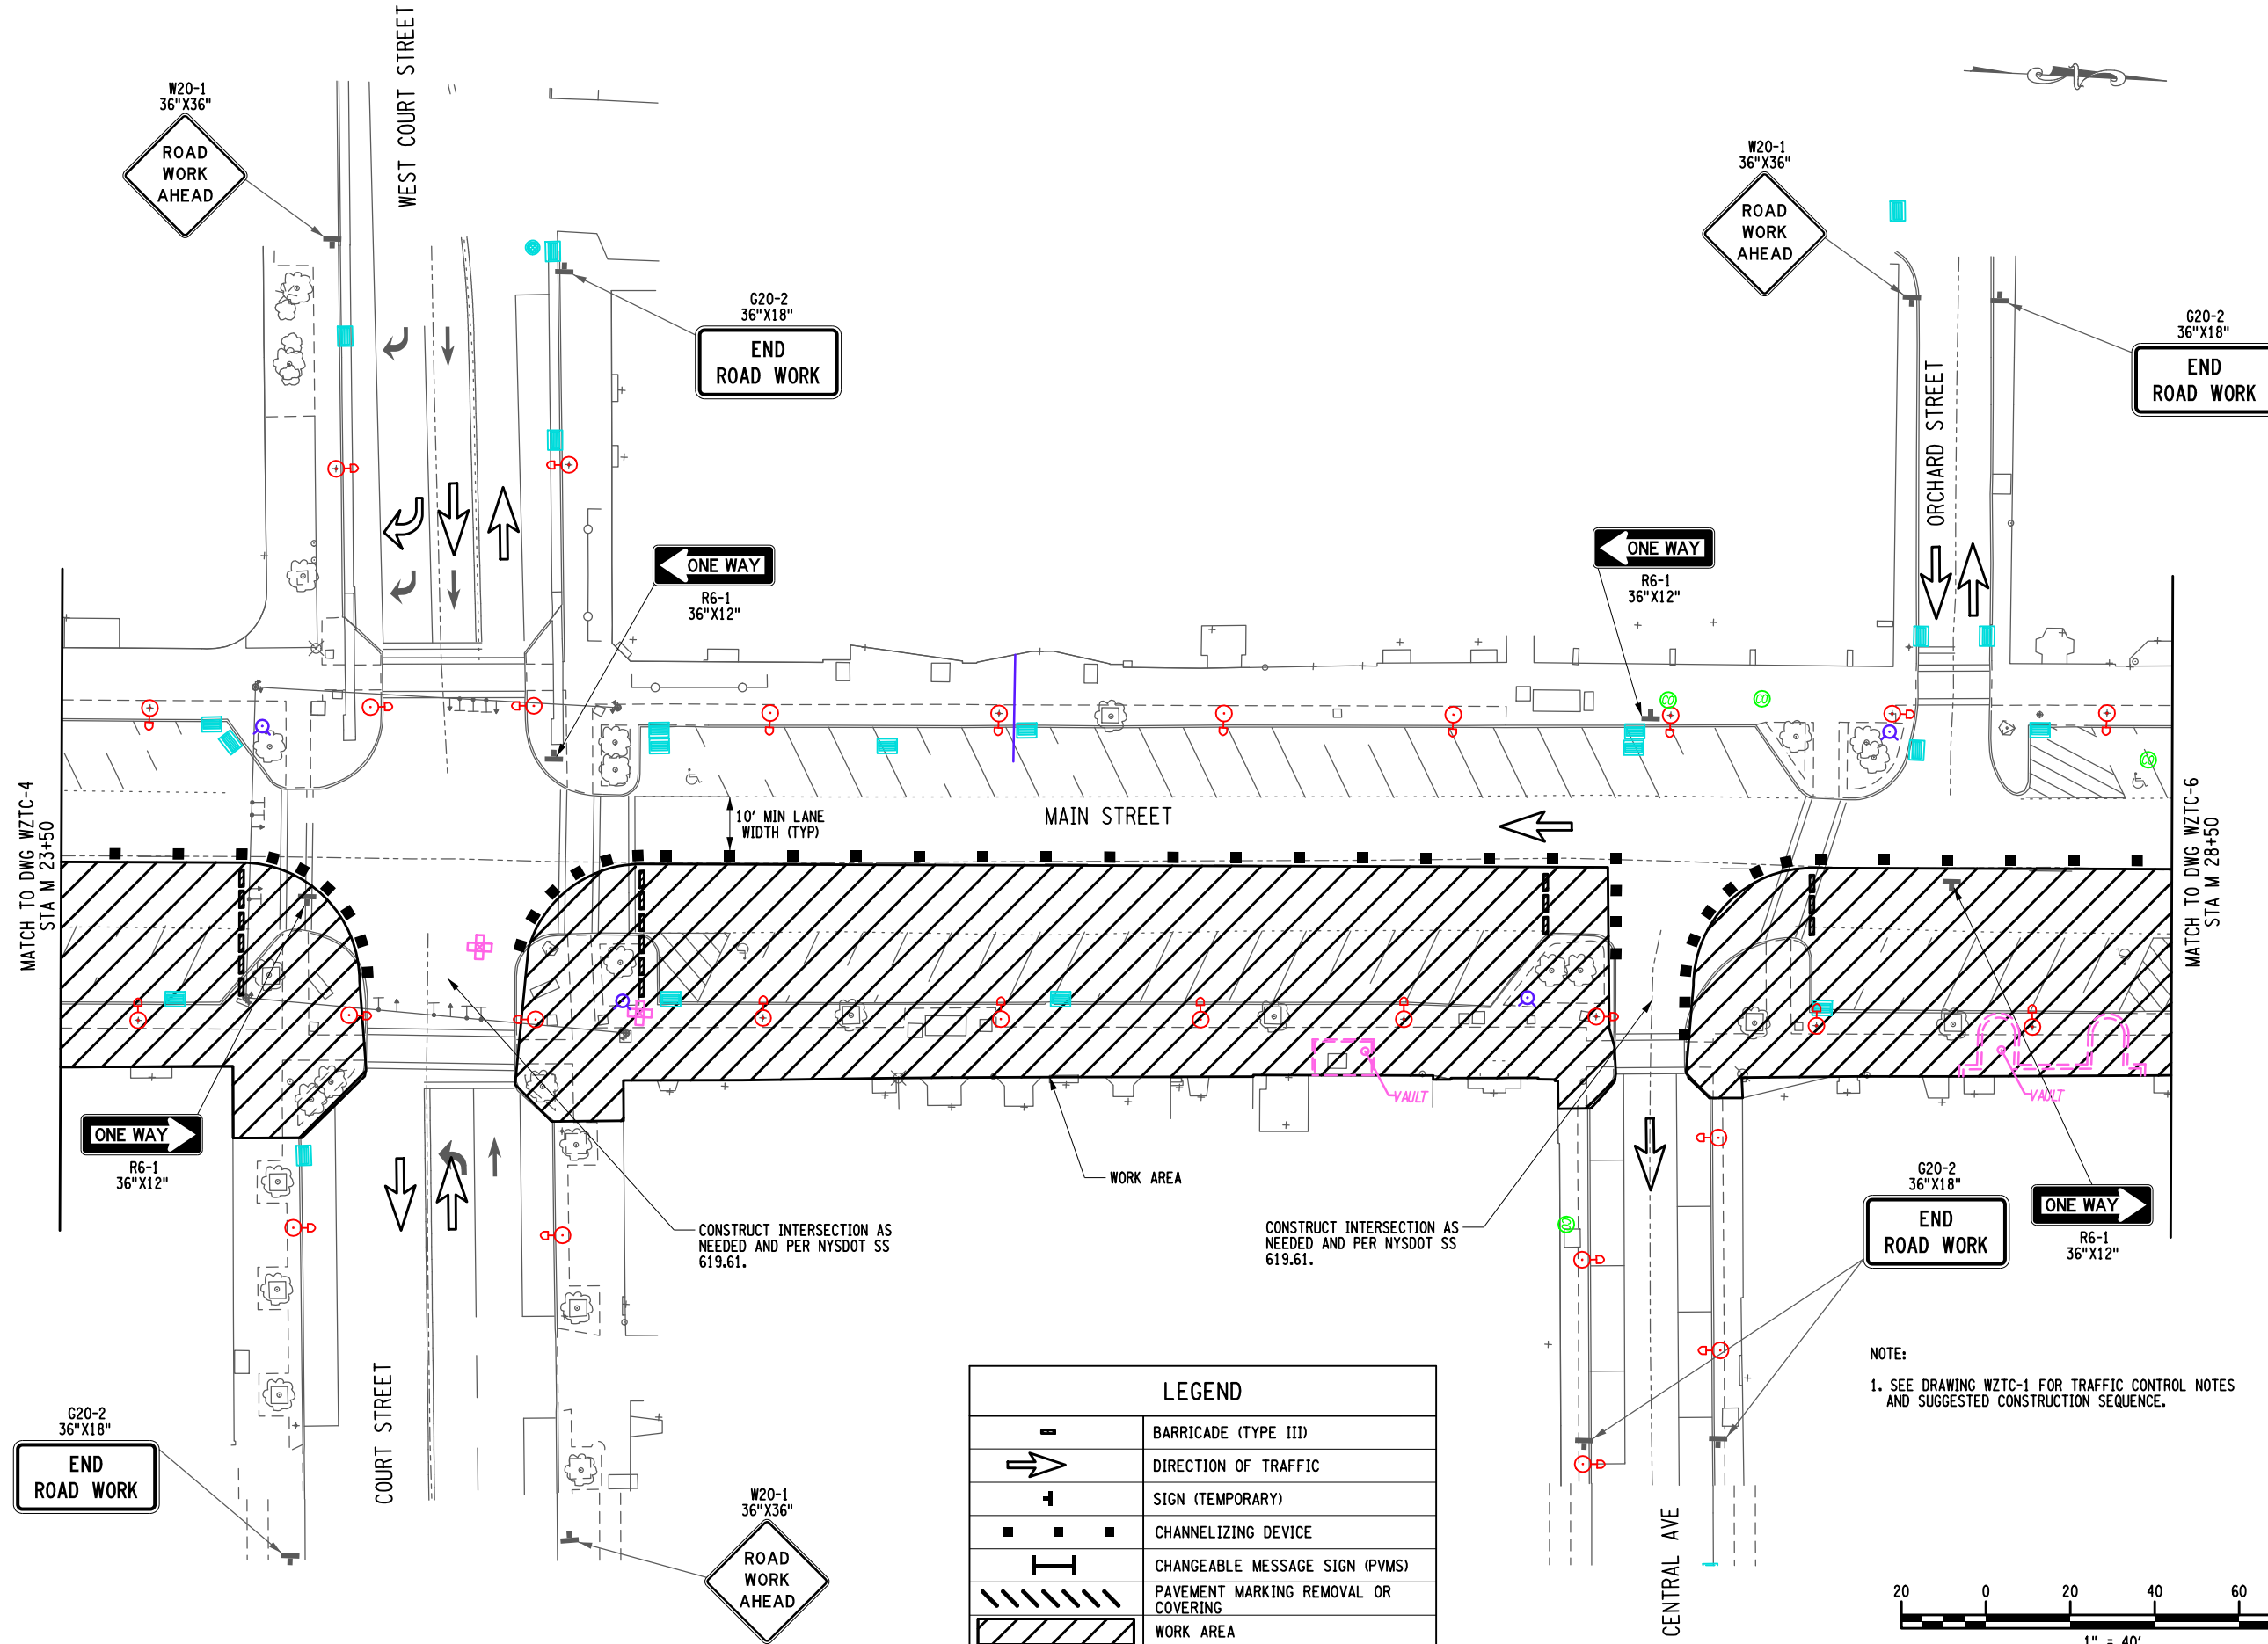 WEST COURT STREET
W20-1
36"X36"
ROAD
WORK
AHEAD
W20-1
36"X36"
ROAD
WORK
AHEAD
G20-2
36"X18"
END
ROAD WORK
G20-2
36"X18"
END
ROAD WORK
ORCHARD STREET
ONE WAY
R6-1
36"X12"
ONE WAY
R6-1
36"X12"
MATCH TO DWG WZTC-4
STA M 23+50
10' MIN LANE
WIDTH (TYP)
MAIN STREET
MATCH TO DWG WZTC-6
STA M 28+50
VAULT
VAULT
ONE WAY
R6-1
36"X12"
WORK AREA
CONSTRUCT INTERSECTION AS
NEEDED AND PER NYSDOT SS
619.61.
CONSTRUCT INTERSECTION AS
NEEDED AND PER NYSDOT SS
619.61.
G20-2
36"X18"
END
ROAD WORK
ONE WAY
R6-1
36"X12"
COURT STREET
G20-2
36"X18"
END
ROAD WORK
W20-1
36"X36"
ROAD
WORK
AHEAD
LEGEND
BARRICADE (TYPE III)
DIRECTION OF TRAFFIC
SIGN (TEMPORARY)
CHANNELIZING DEVICE
CHANGEABLE MESSAGE SIGN (PVMS)
PAVEMENT MARKING REMOVAL OR
COVERING
WORK AREA
CENTRAL AVE
NOTE:
1. SEE DRAWING WZTC-1 FOR TRAFFIC CONTROL NOTES
AND SUGGESTED CONSTRUCTION SEQUENCE.
20 0 20 40 60
1" = 40'